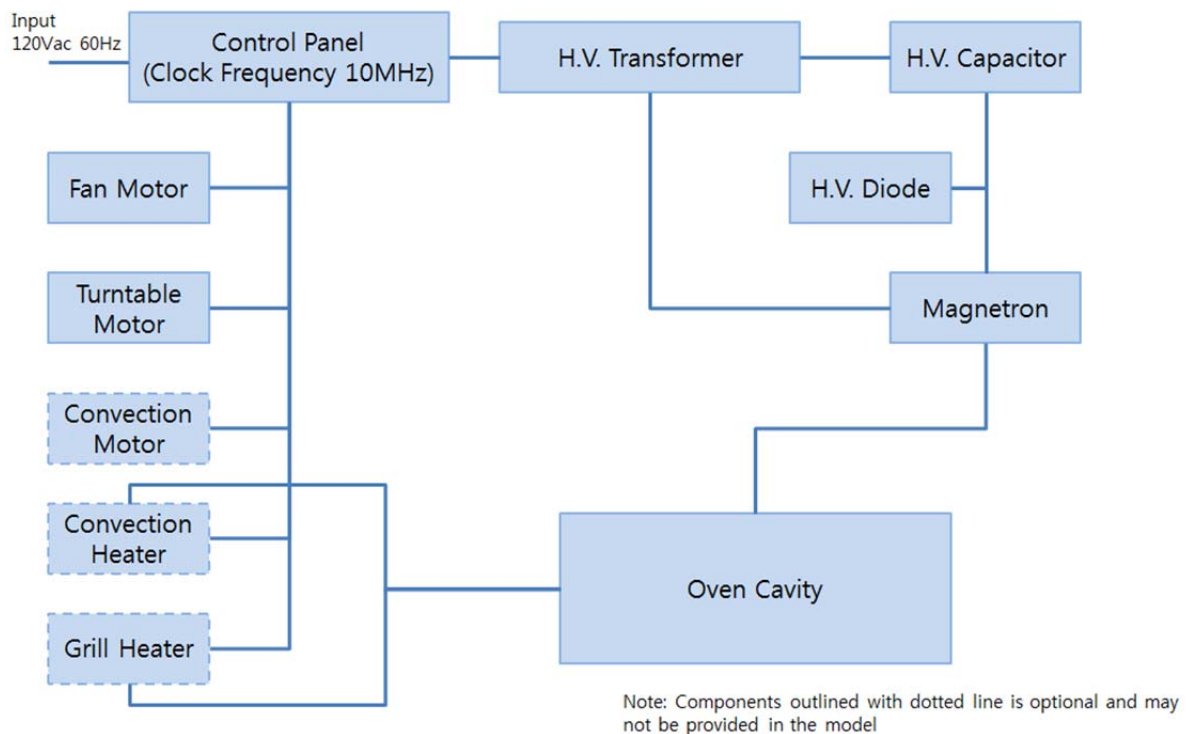 Input
120Vac 60Hz
Control Panel
(Clock Frequency 10MHz)
H.V. Transformer
H.V. Capacitor
Fan Motor
H.V. Diode
Turntable
Motor
Magnetron
Convection
Motor
Convection
Heater
Oven Cavity
Grill Heater
Note: Components outlined with dotted line is optional and may
not be provided in the model